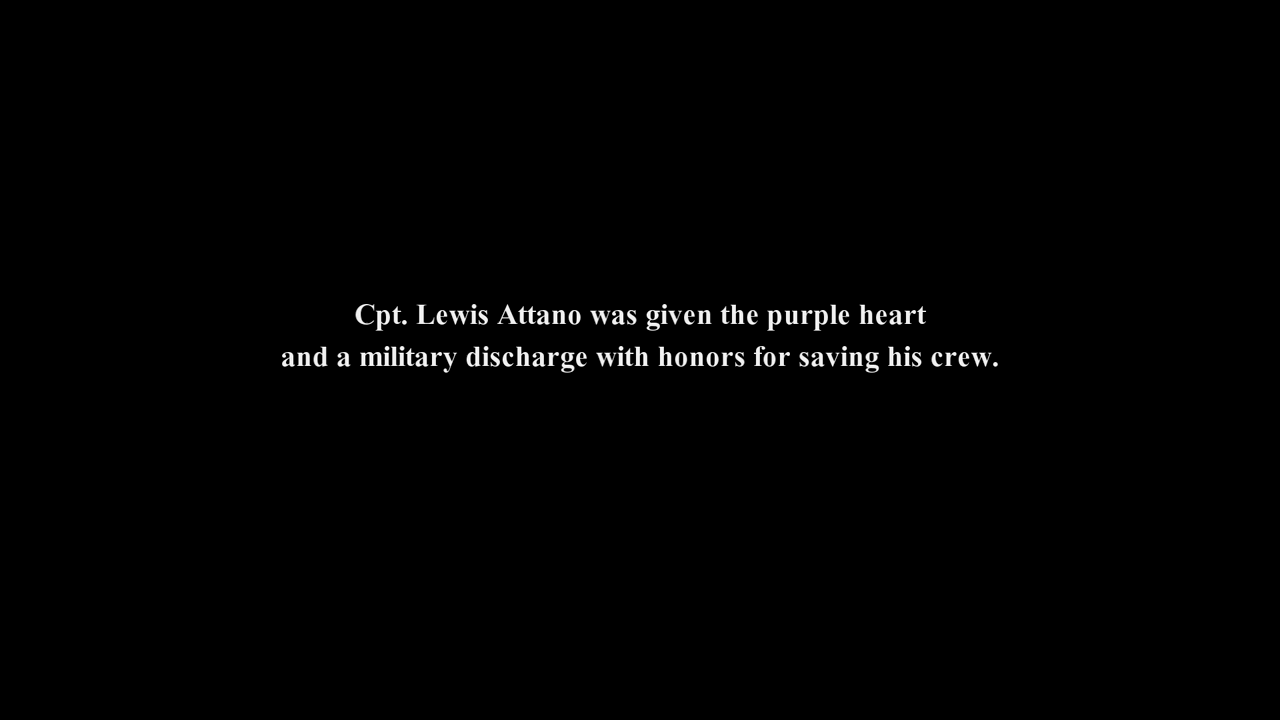 Cpt. Lewis Attano was given the purple heart
and a military discharge with honors for saving his crew.